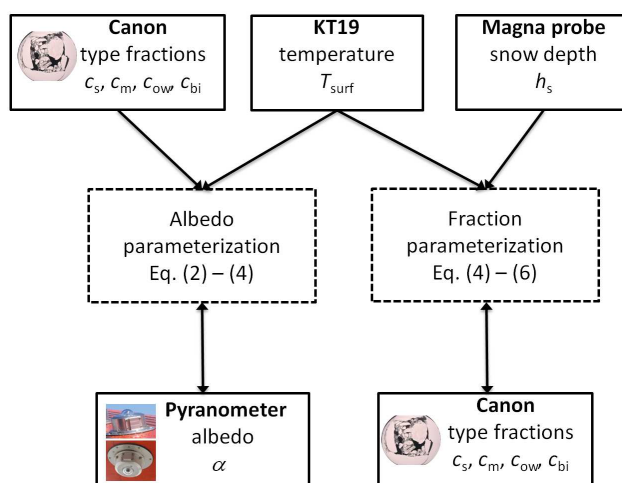 Canon
type fractions
cs, cm, cow, cbi
KT19
temperature
Tsurf
Magna probe
snow depth
hs
Albedo
parameterization
Eq. (2) – (4)
Fraction
parameterization
Eq. (4) – (6)
Pyranometer
albedo
α
Canon
type fractions
cs, cm, cow, cbi